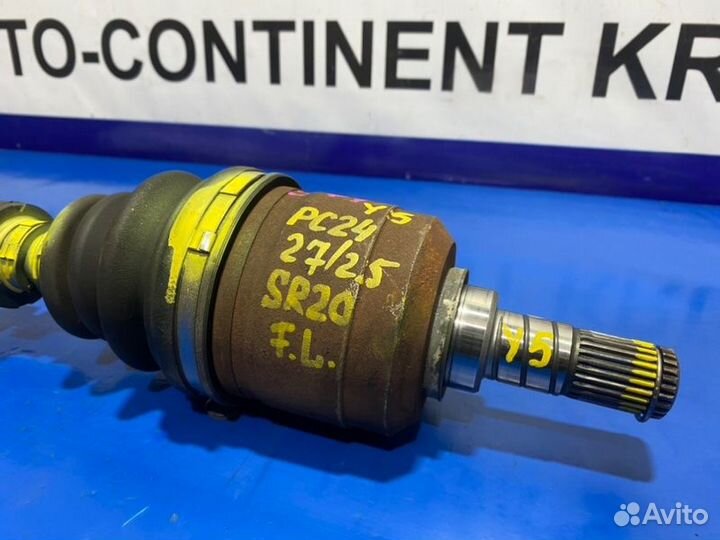 TO-CONTINENT KR
Y5
PC24
27/2.5
SR20
F.L.
Y5
Avito